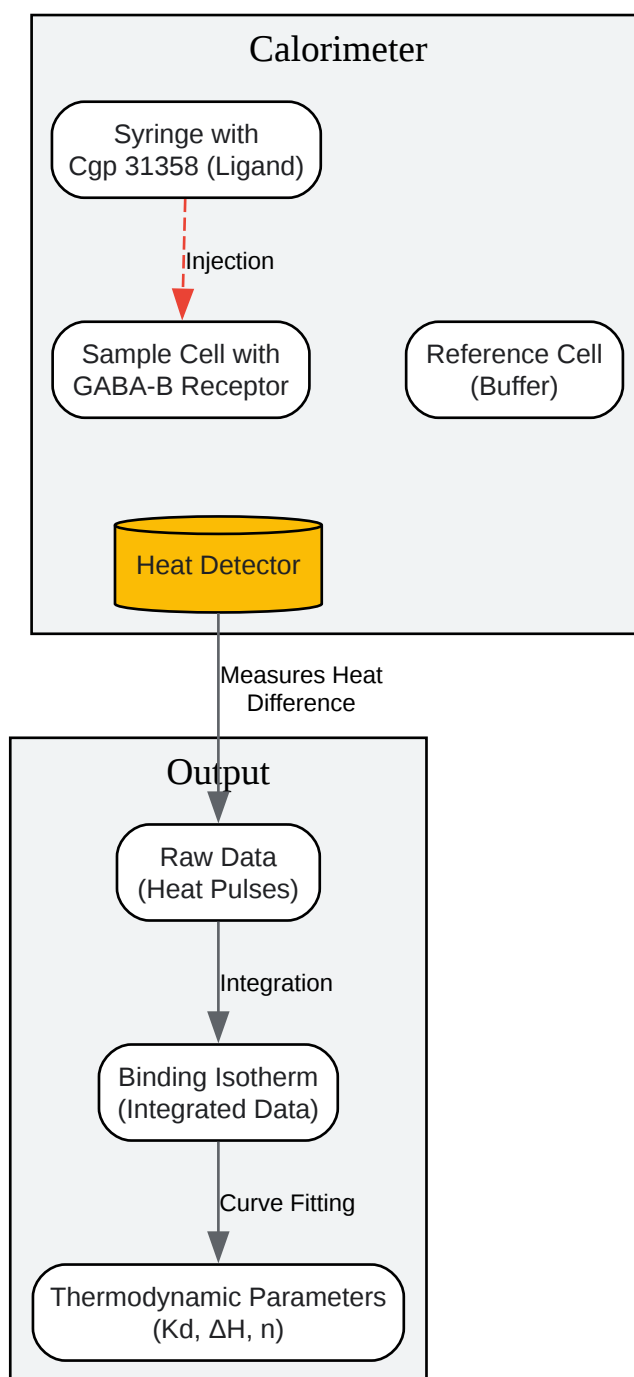 Calorimeter
Syringe with
Cgp 31358 (Ligand)
Injection
Sample Cell with
GABA-B Receptor
Reference Cell
(Buffer)
Heat Detector
Measures Heat
Difference
Output
Raw Data
(Heat Pulses)
Integration
Binding Isotherm
(Integrated Data)
Curve Fitting
Thermodynamic Parameters
(Kd, ΔH, n)